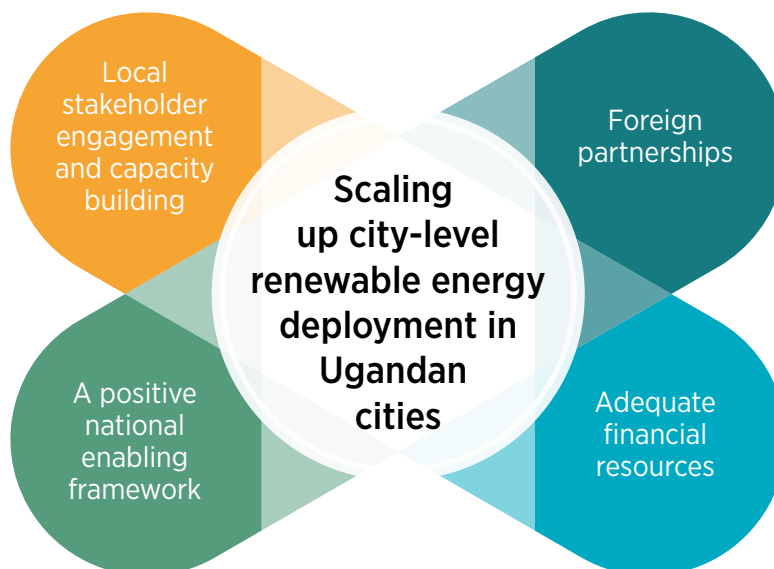 Local
stakeholder
engagement
and capacity
building
Foreign
partnerships
Scaling
up city-level
renewable energy
deployment in
Ugandan
cities
A positive
national
enabling
framework
Adequate
financial
resources